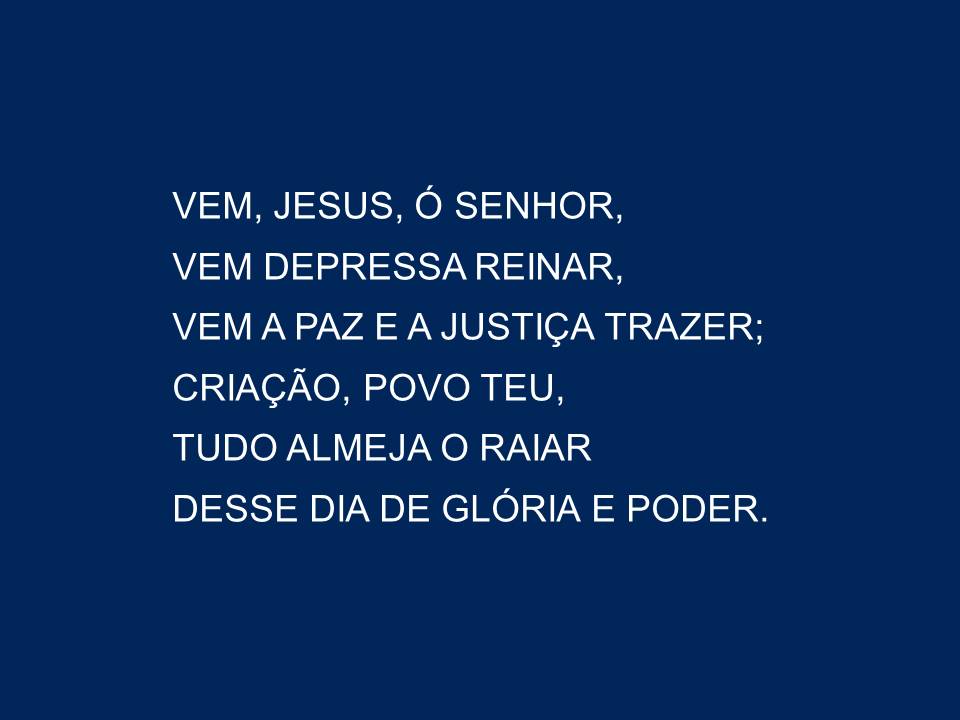 VEM, JESUS, Ó SENHOR,
VEM DEPRESSA REINAR,
VEM A PAZ E A JUSTIÇA TRAZER;
CRIAÇÃO, POVO TEU,
TUDO ALMEJA O RAIAR
DESSE DIA DE GLÓRIA E PODER.